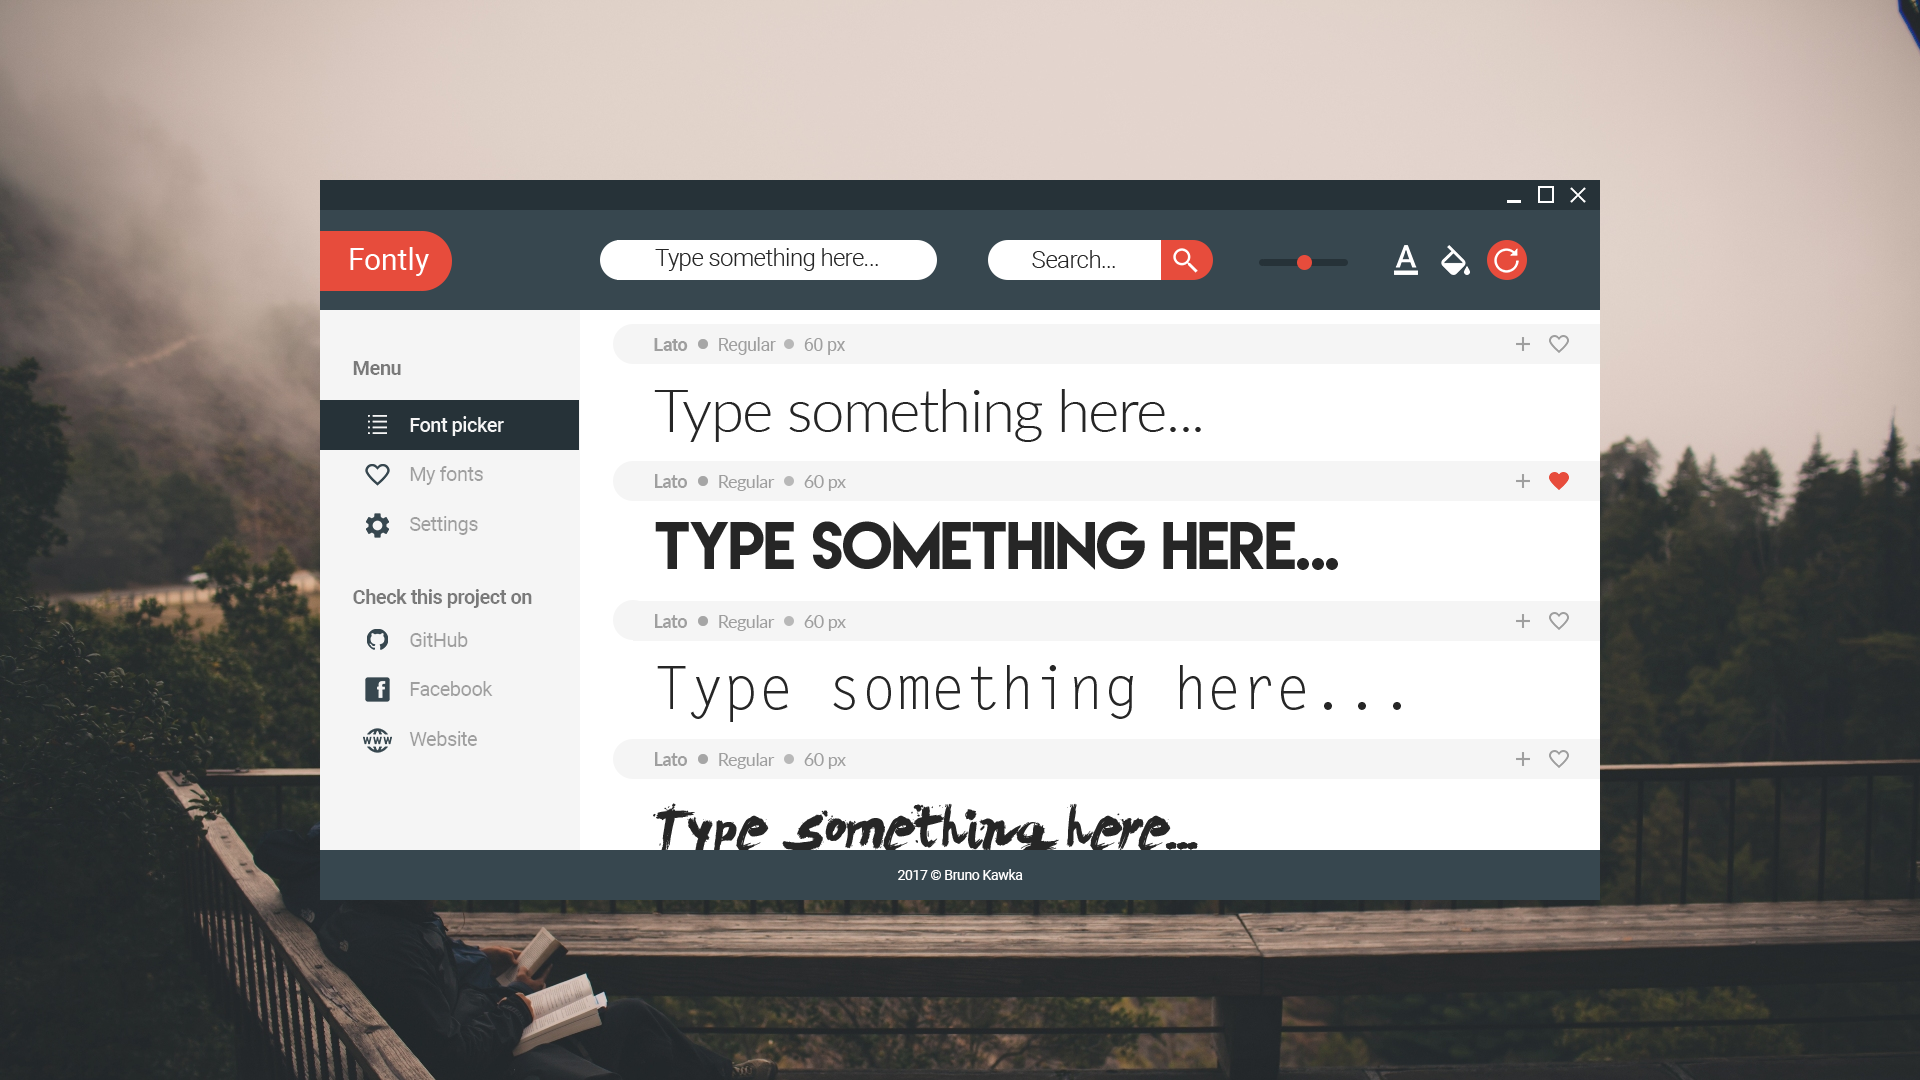 Fontly
Type something here...
Search...
A
Menu
Font picker
My fonts
Settings
Check this project on
GitHub
Facebook
WWW
Website
Lato Regular 60 px
Type something here...
Lato Regular 60 px
TYPE SOMETHING HERE...
Lato Regular 60 px
Type something here...
Lato Regular 60 px
Type something here...
2017 © Bruno Kawka